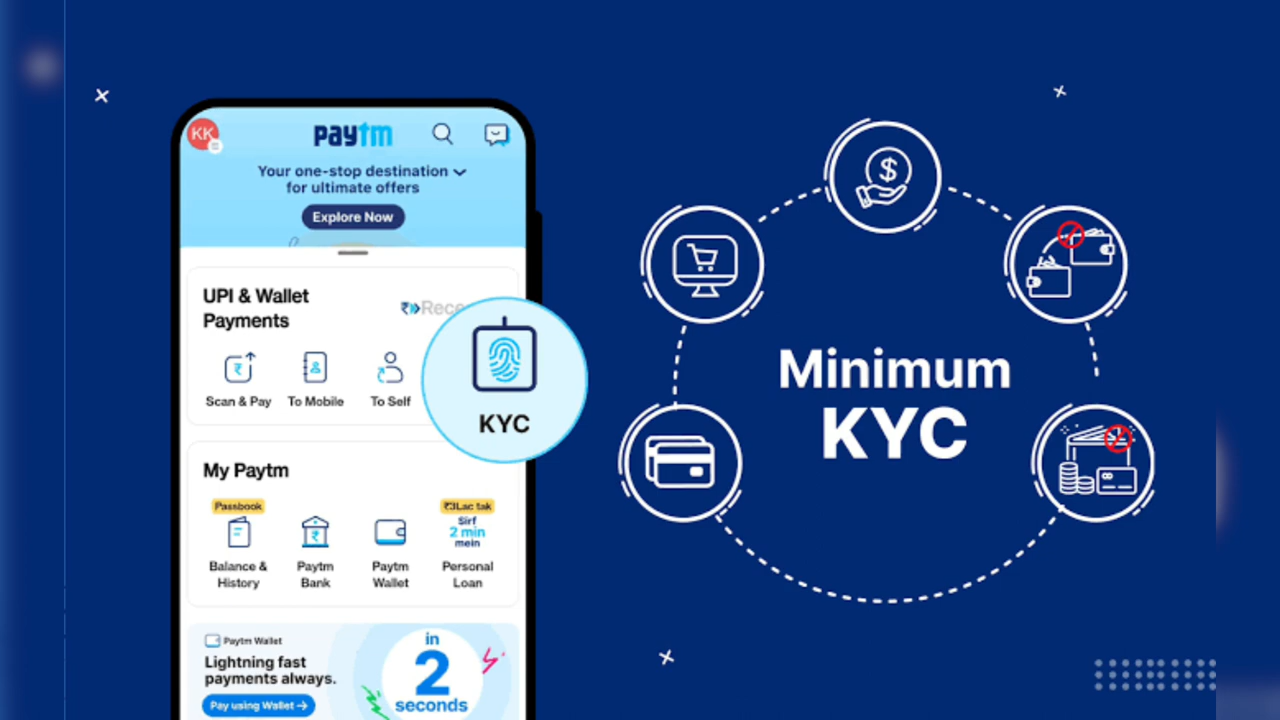 KK
paytm
Your one-stop destination
for ultimate offers
Explore Now
UPI & Wallet
Payments
Scan & Pay
To Mobile
To Self
KYC
My Paytm
Passbook
₹3Lac tak
Sirf
2 min
mein
Balance &
History
Paytm
Bank
Paytm
Wallet
Personal
Loan
Paytm Wallet
Lightning fast
payments always.
Pay using Wallet →
in
2
seconds
Minimum
KYC